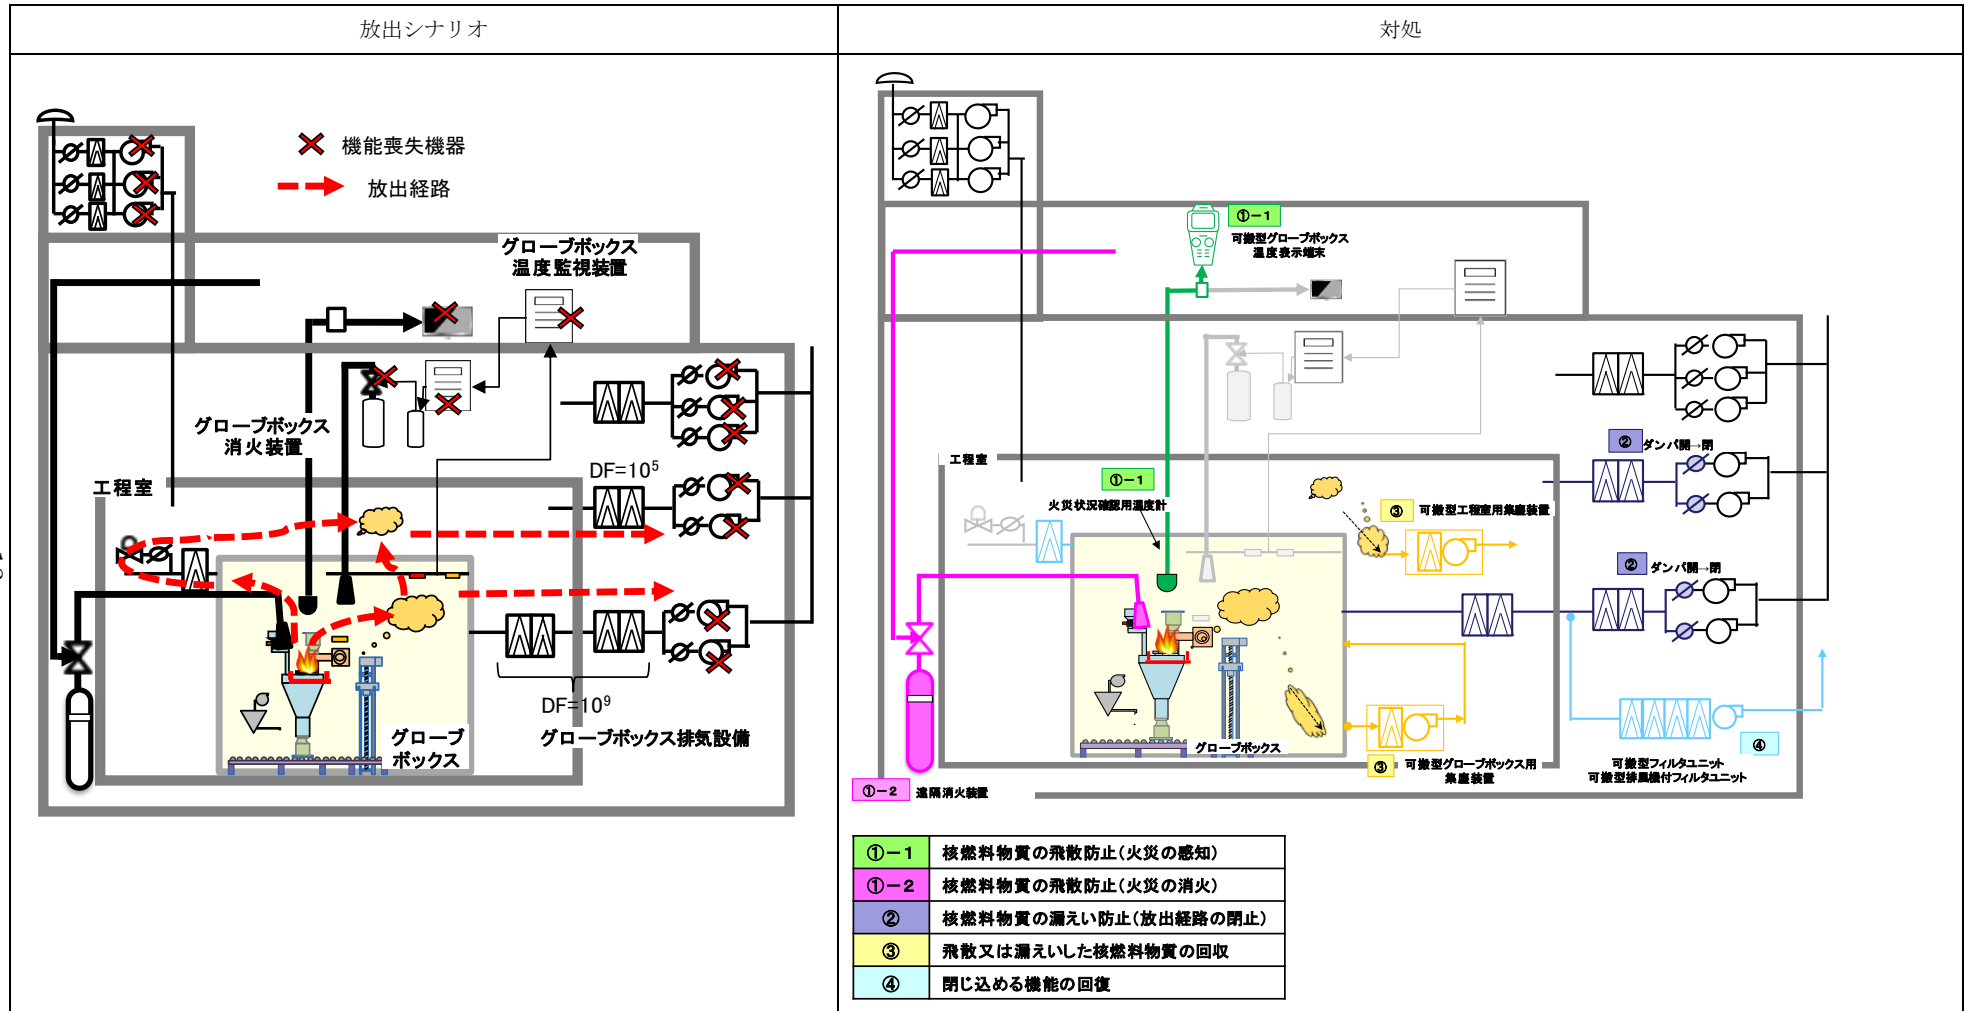 放出シナリオ
機能喪失機器
放出経路
グローブボックス
温度監視装置
グローブボックス
消火装置
DF=10⁵
工程室
DF=10⁹
グローブボックス排気設備
グローブ
ボックス
対処
①－1
可搬型グローブボックス
温度表示端末
②
ダンパ開→閉
工程室
①－1
火災状況確認用温度計
③
可搬型工程室用集塵装置
②
ダンパ開→閉
グローブボックス
④
③
可搬型グローブボックス用
集塵装置
可搬型フィルタユニット
可搬型排風機付フィルタユニット
①－2
遠隔消火装置
①－1 核燃料物質の飛散防止(火災の感知)
①－2 核燃料物質の飛散防止(火災の消火)
② 核燃料物質の漏えい防止(放出経路の閉止)
③ 飛散又は漏えいした核燃料物質の回収
④ 閉じ込める機能の回復